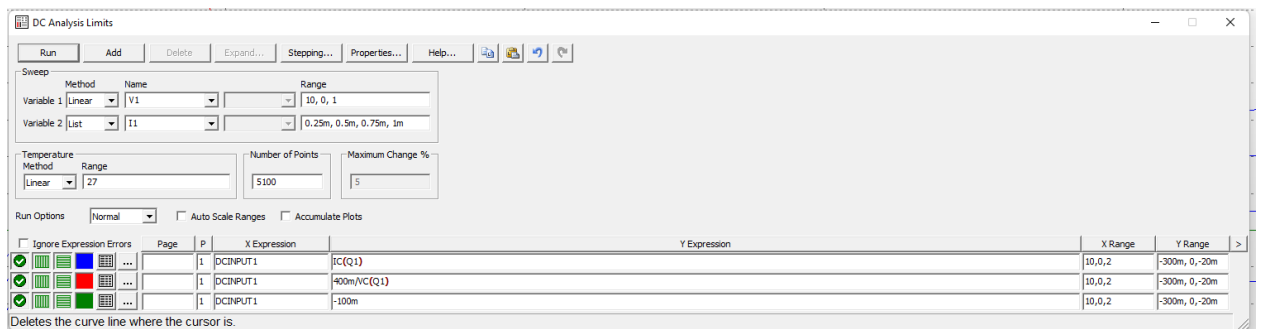 DC Analysis Limits
Run Add Delete Expand... Stepping... Properties... Help...
Sweep
Method Name Range
Variable 1 Linear V1 10, 0, 1
Variable 2 List I1 0.25m, 0.5m, 0.75m, 1m
Temperature Number of Points Maximum Change %
Method Range
Linear 27 5100 5
Run Options Normal Auto Scale Ranges Accumulate Plots
Ignore Expression Errors Page P X Expression Y Expression X Range Y Range >
... 1 DCINPUT1 IC(Q1) 10,0,2 -300m, 0,-20m
... 1 DCINPUT1 400m/VC(Q1) 10,0,2 -300m, 0,-20m
... 1 DCINPUT1 -100m 10,0,2 -300m, 0,-20m
Deletes the curve line where the cursor is.